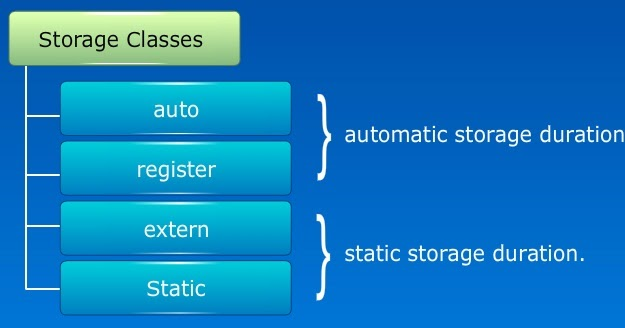 Storage Classes
auto
register
automatic storage duration
extern
Static
static storage duration.